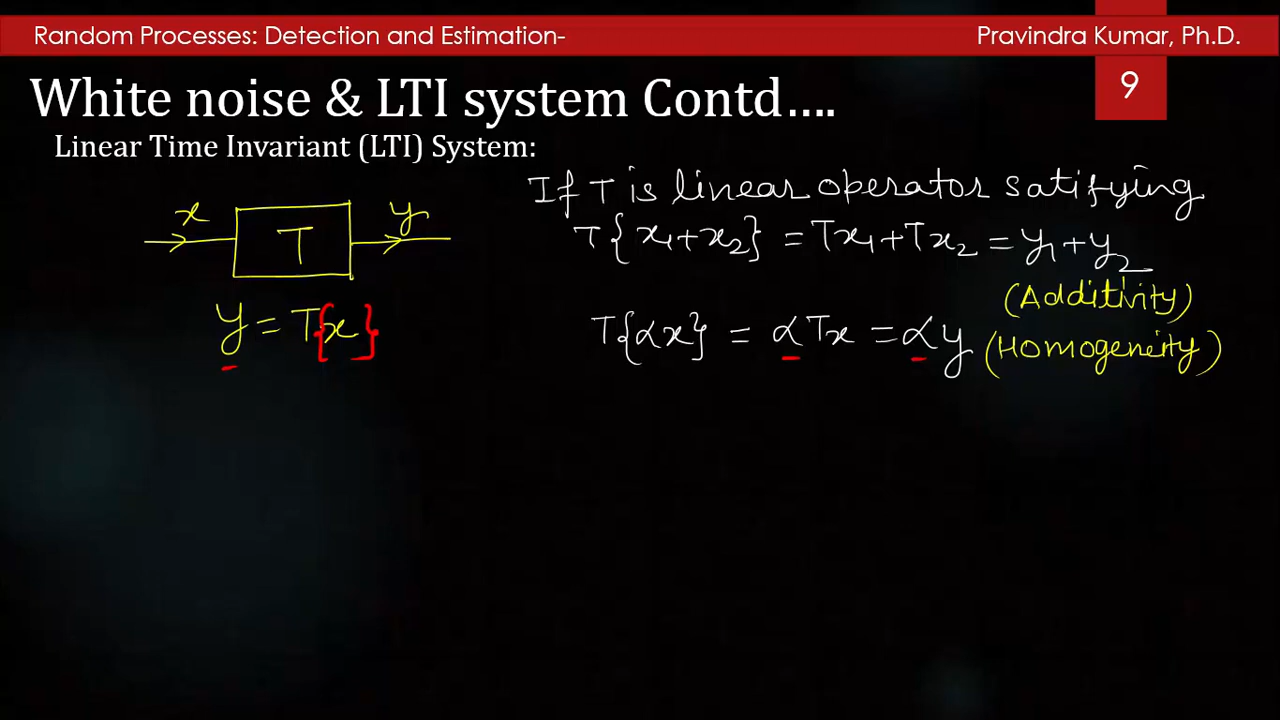 Random Processes: Detection and Estimation-
Pravindra Kumar, Ph.D.
9
White noise & LTI system Contd....
Linear Time Invariant (LTI) System:
x T y
y = T{x}
If T is linear operator satifying
T{x1+x2} = Tx1+Tx2 = y1+y2
(Additivity)
T{αx} = αTx = αy (Homogeneity)